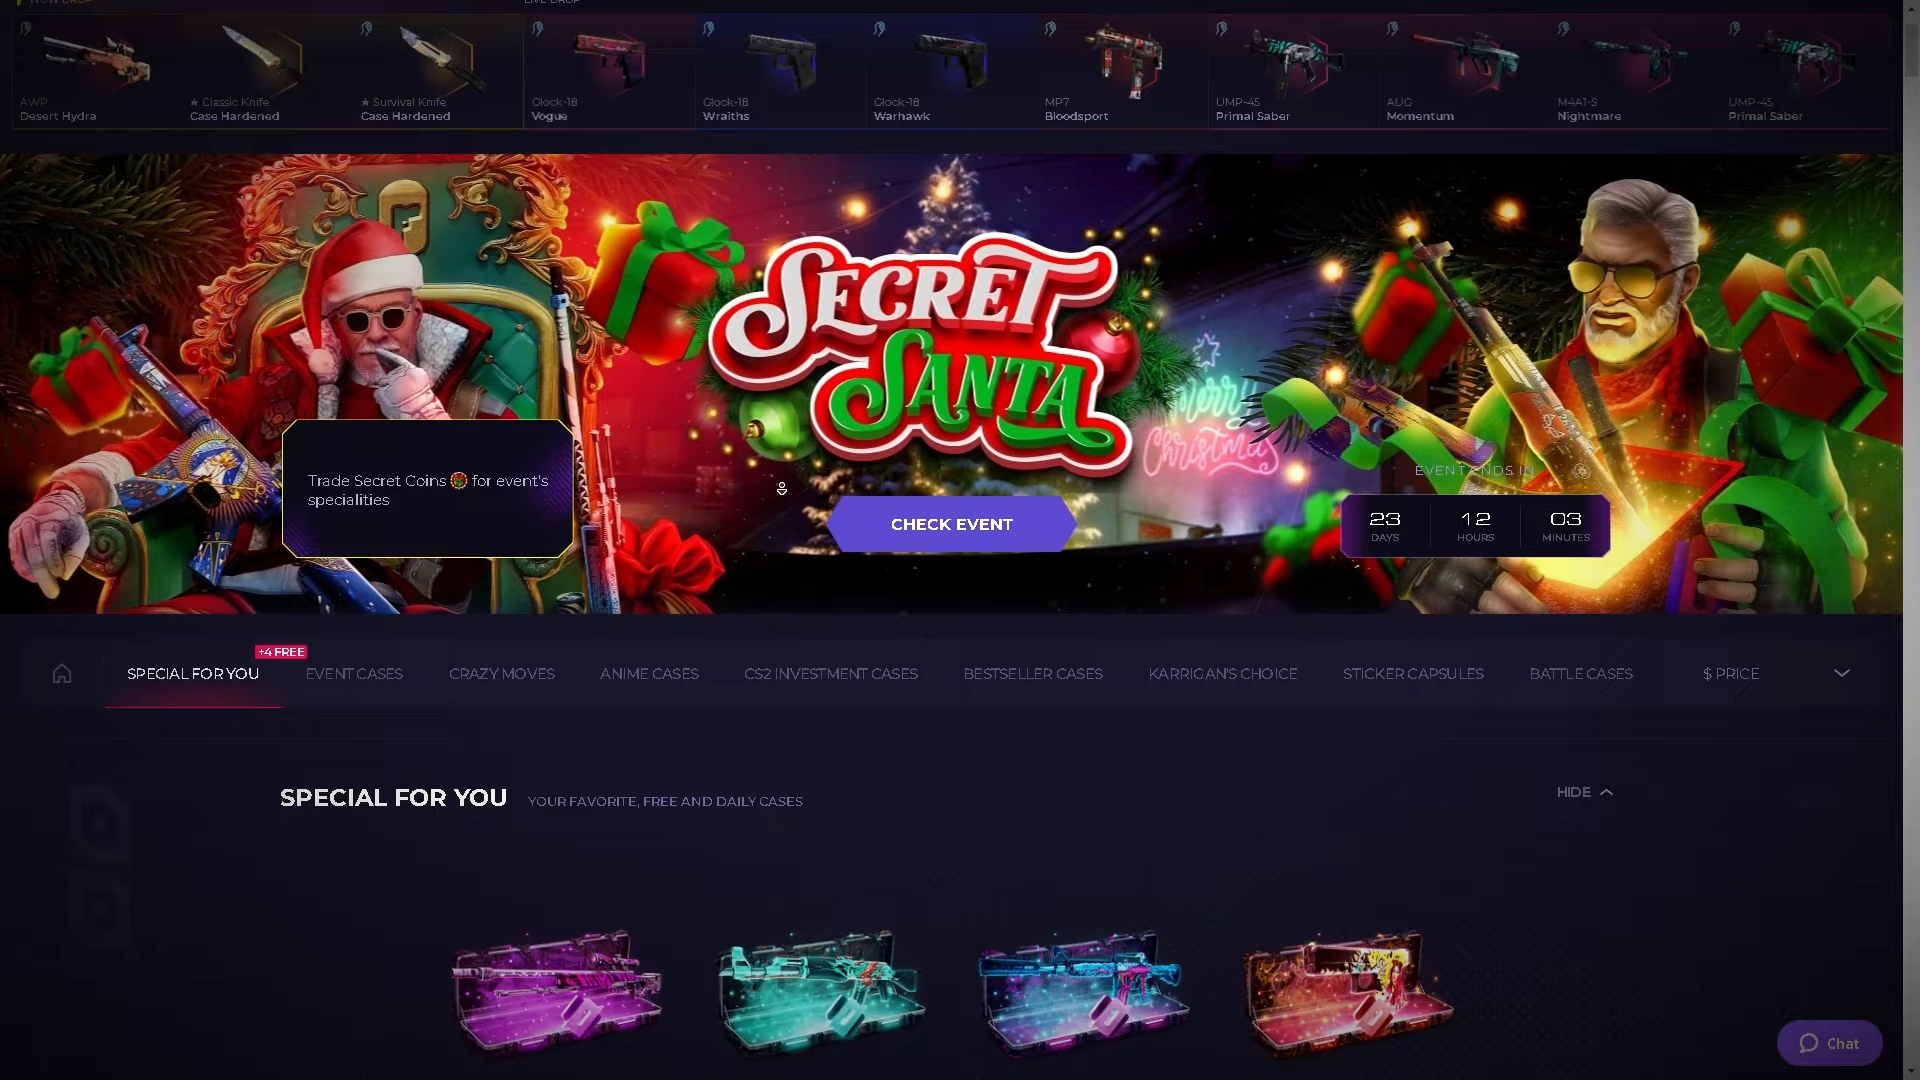 WOW DROP
LIVE DROP
AWP
Desert Hydra
★ Classic Knife
Case Hardened
★ Survival Knife
Case Hardened
Glock-18
Vogue
Glock-18
Wraiths
Glock-18
Warhawk
MP7
Bloodsport
UMP-45
Primal Saber
AUG
Momentum
M4A1-S
Nightmare
UMP-45
Primal Saber
SECRET
SANTA
Merry
Christmas
Trade Secret Coins for event's
specialities
CHECK EVENT
EVENT ENDS IN
23 12 03
DAYS HOURS MINUTES
+4 FREE
SPECIAL FOR YOU EVENT CASES CRAZY MOVES ANIME CASES CS2 INVESTMENT CASES BESTSELLER CASES KARRIGAN'S CHOICE STICKER CAPSULES BATTLE CASES $ PRICE
SPECIAL FOR YOU YOUR FAVORITE, FREE AND DAILY CASES
HIDE
Chat